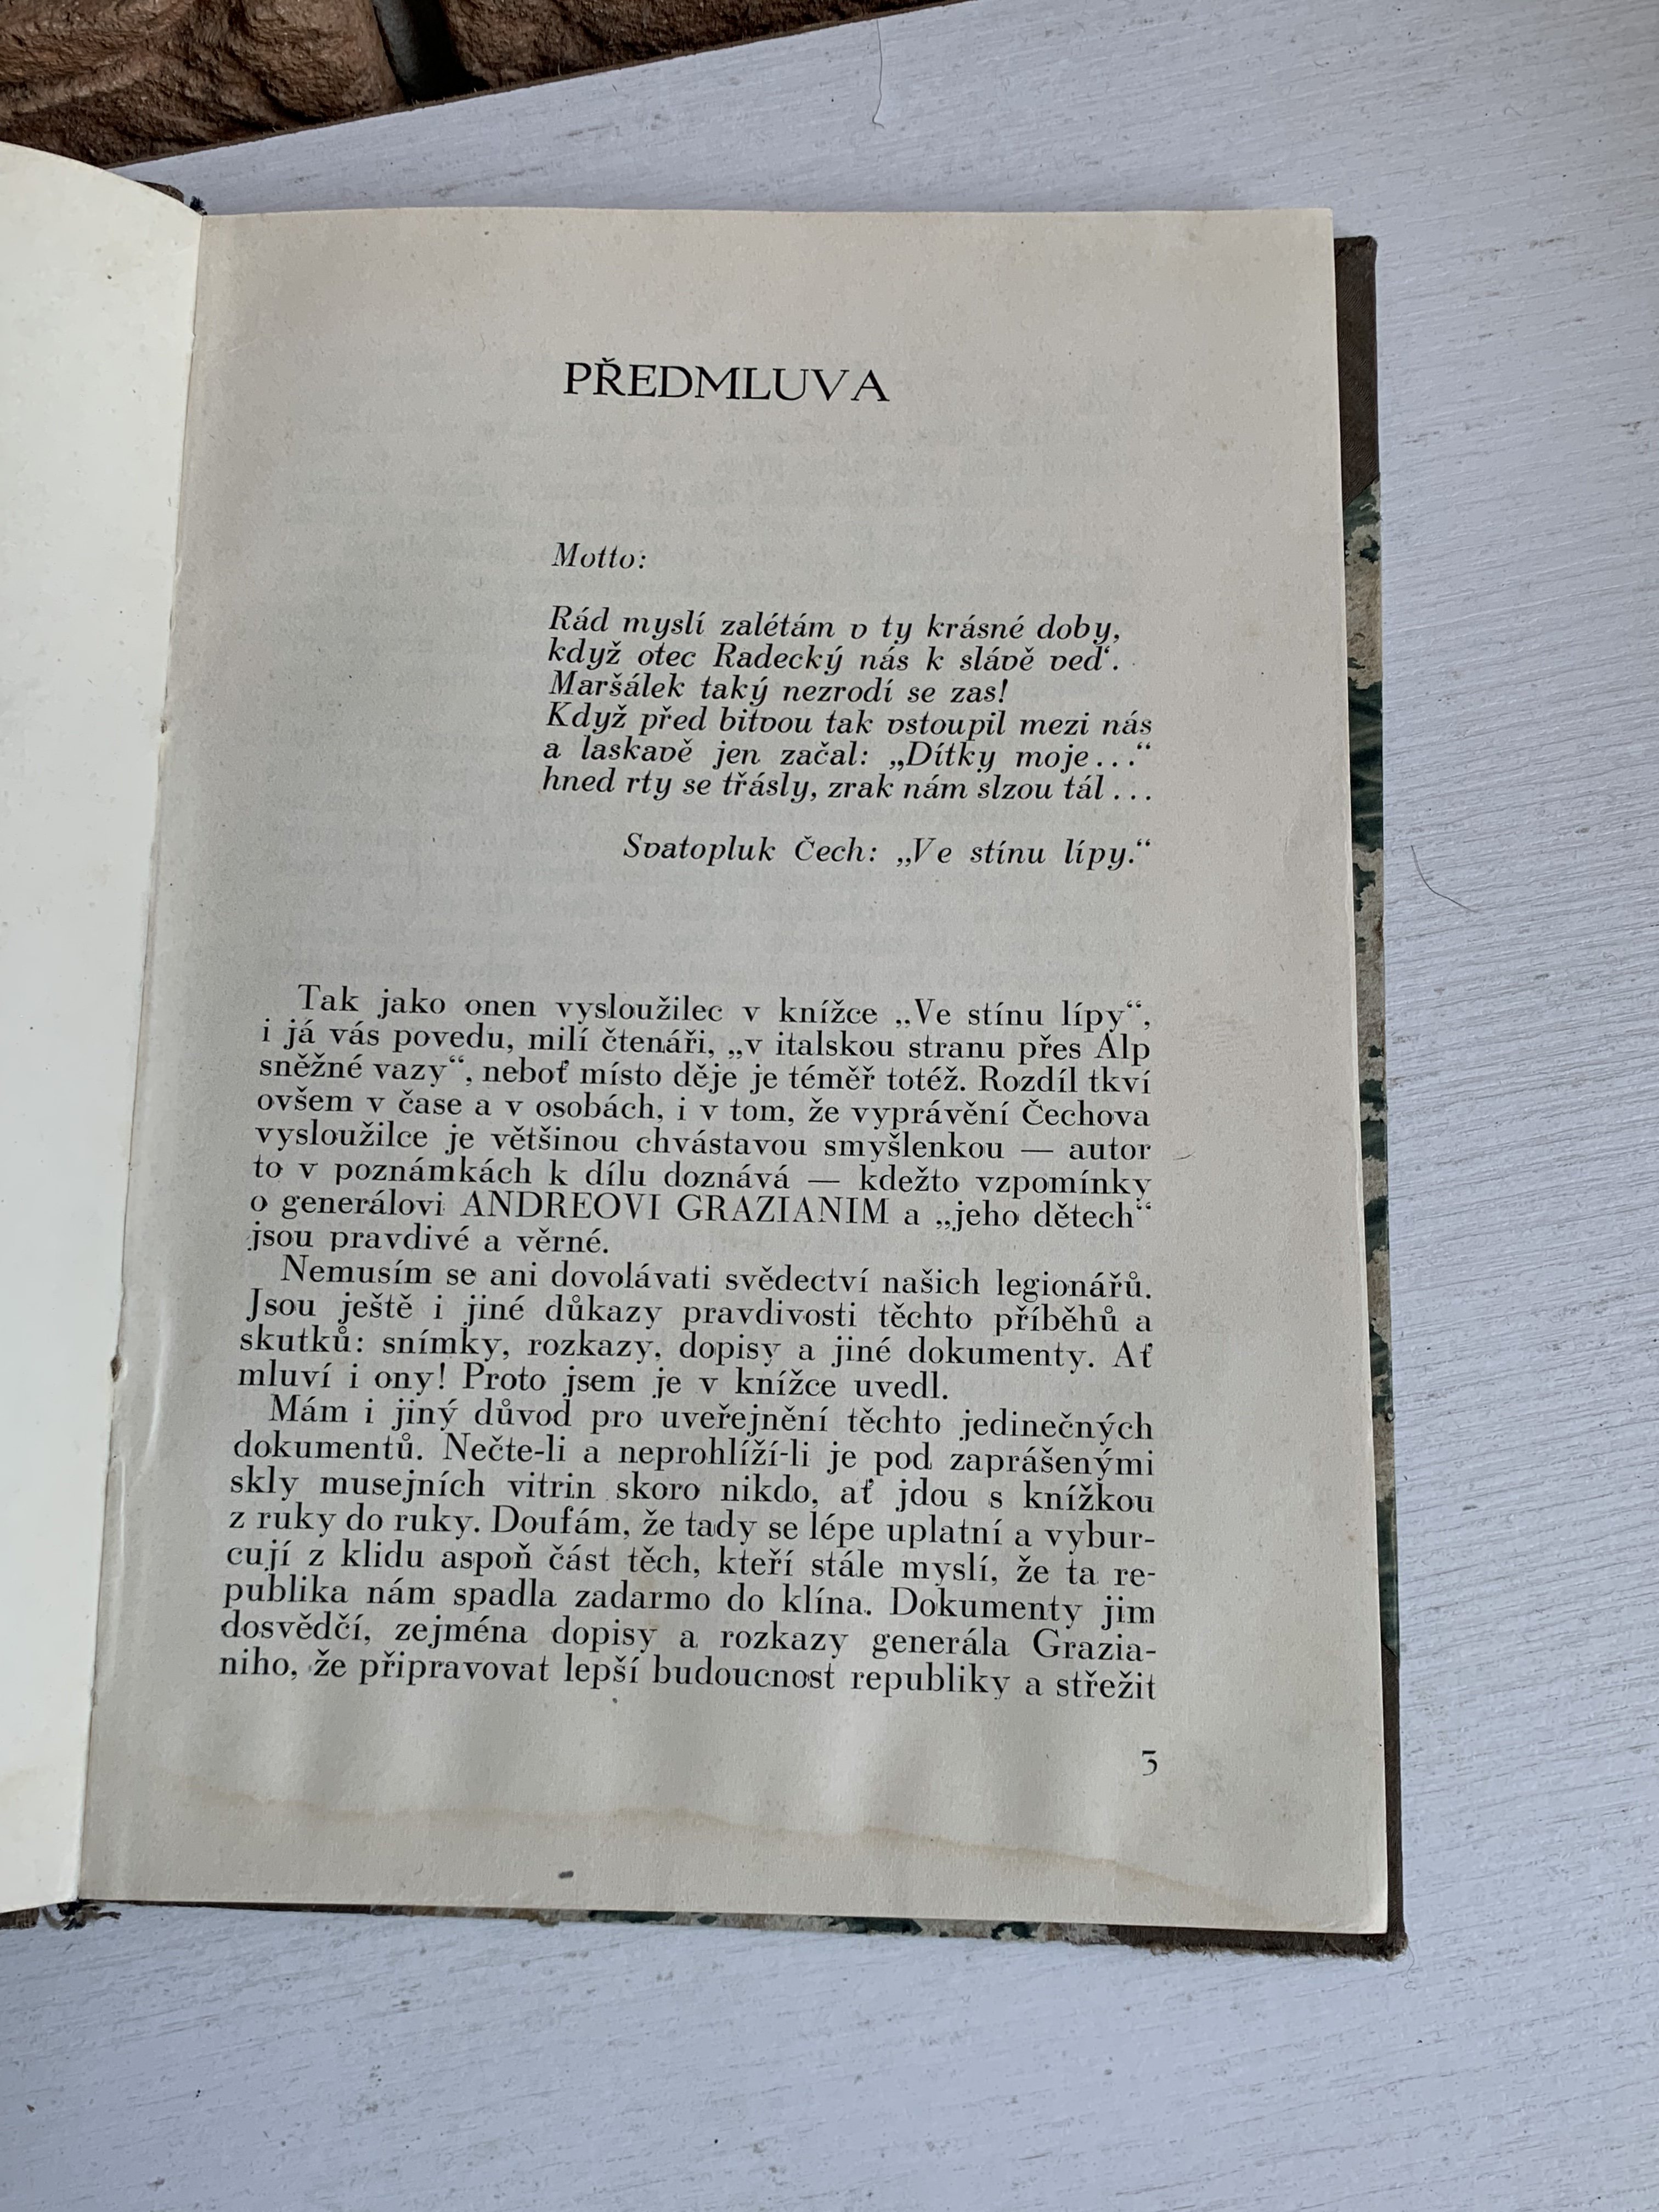 PŘEDMLUVA
Motto:
Rád myslí zalétám v ty krásné doby,
když otec Radecký nás k slávě ved‘.
Maršálek taký nezrodí se zas!
Když před bitvou tak vstoupil mezi nás
a laskavě jen začal: „Dítky moje...“
hned rty se třásly, zrak nám slzou tál...
Svatopluk Čech: „Ve stínu lípy.“
Tak jako onen vysloužilec v knížce „Ve stínu lípy“,
i já vás povedu, milí čtenáři, „v italskou stranu přes Alp
sněžné vazy“, neboť místo děje je téměř totéž. Rozdíl tkví
ovšem v čase a v osobách, i v tom, že vyprávění Čechova
vysloužilce je většinou chvástavou smyšlenkou — autor
to v poznámkách k dílu doznává — kdežto vzpomínky
o generálovi ANDREOVI GRAZIANIM a „jeho dětech“
jsou pravdivé a věrné.
Nemusím se ani dovolávati svědectví našich legionářů.
Jsou ještě i jiné důkazy pravdivosti těchto příběhů a
skutků: snímky, rozkazy, dopisy a jiné dokumenty. Ať
mluví i ony! Proto jsem je v knížce uvedl.
Mám i jiný důvod pro uveřejnění těchto jedinečných
dokumentů. Nečte-li a neprohlíží-li je pod zaprášenými
skly musejních vitrin skoro nikdo, ať jdou s knížkou
z ruky do ruky. Doufám, že tady se lépe uplatní a vybur-
cují z klidu aspoň část těch, kteří stále myslí, že ta re-
publika nám spadla zadarmo do klína. Dokumenty jim
dosvědčí, zejména dopisy a rozkazy generála Grazia-
niho, že připravovat lepší budoucnost republiky a střežit
3